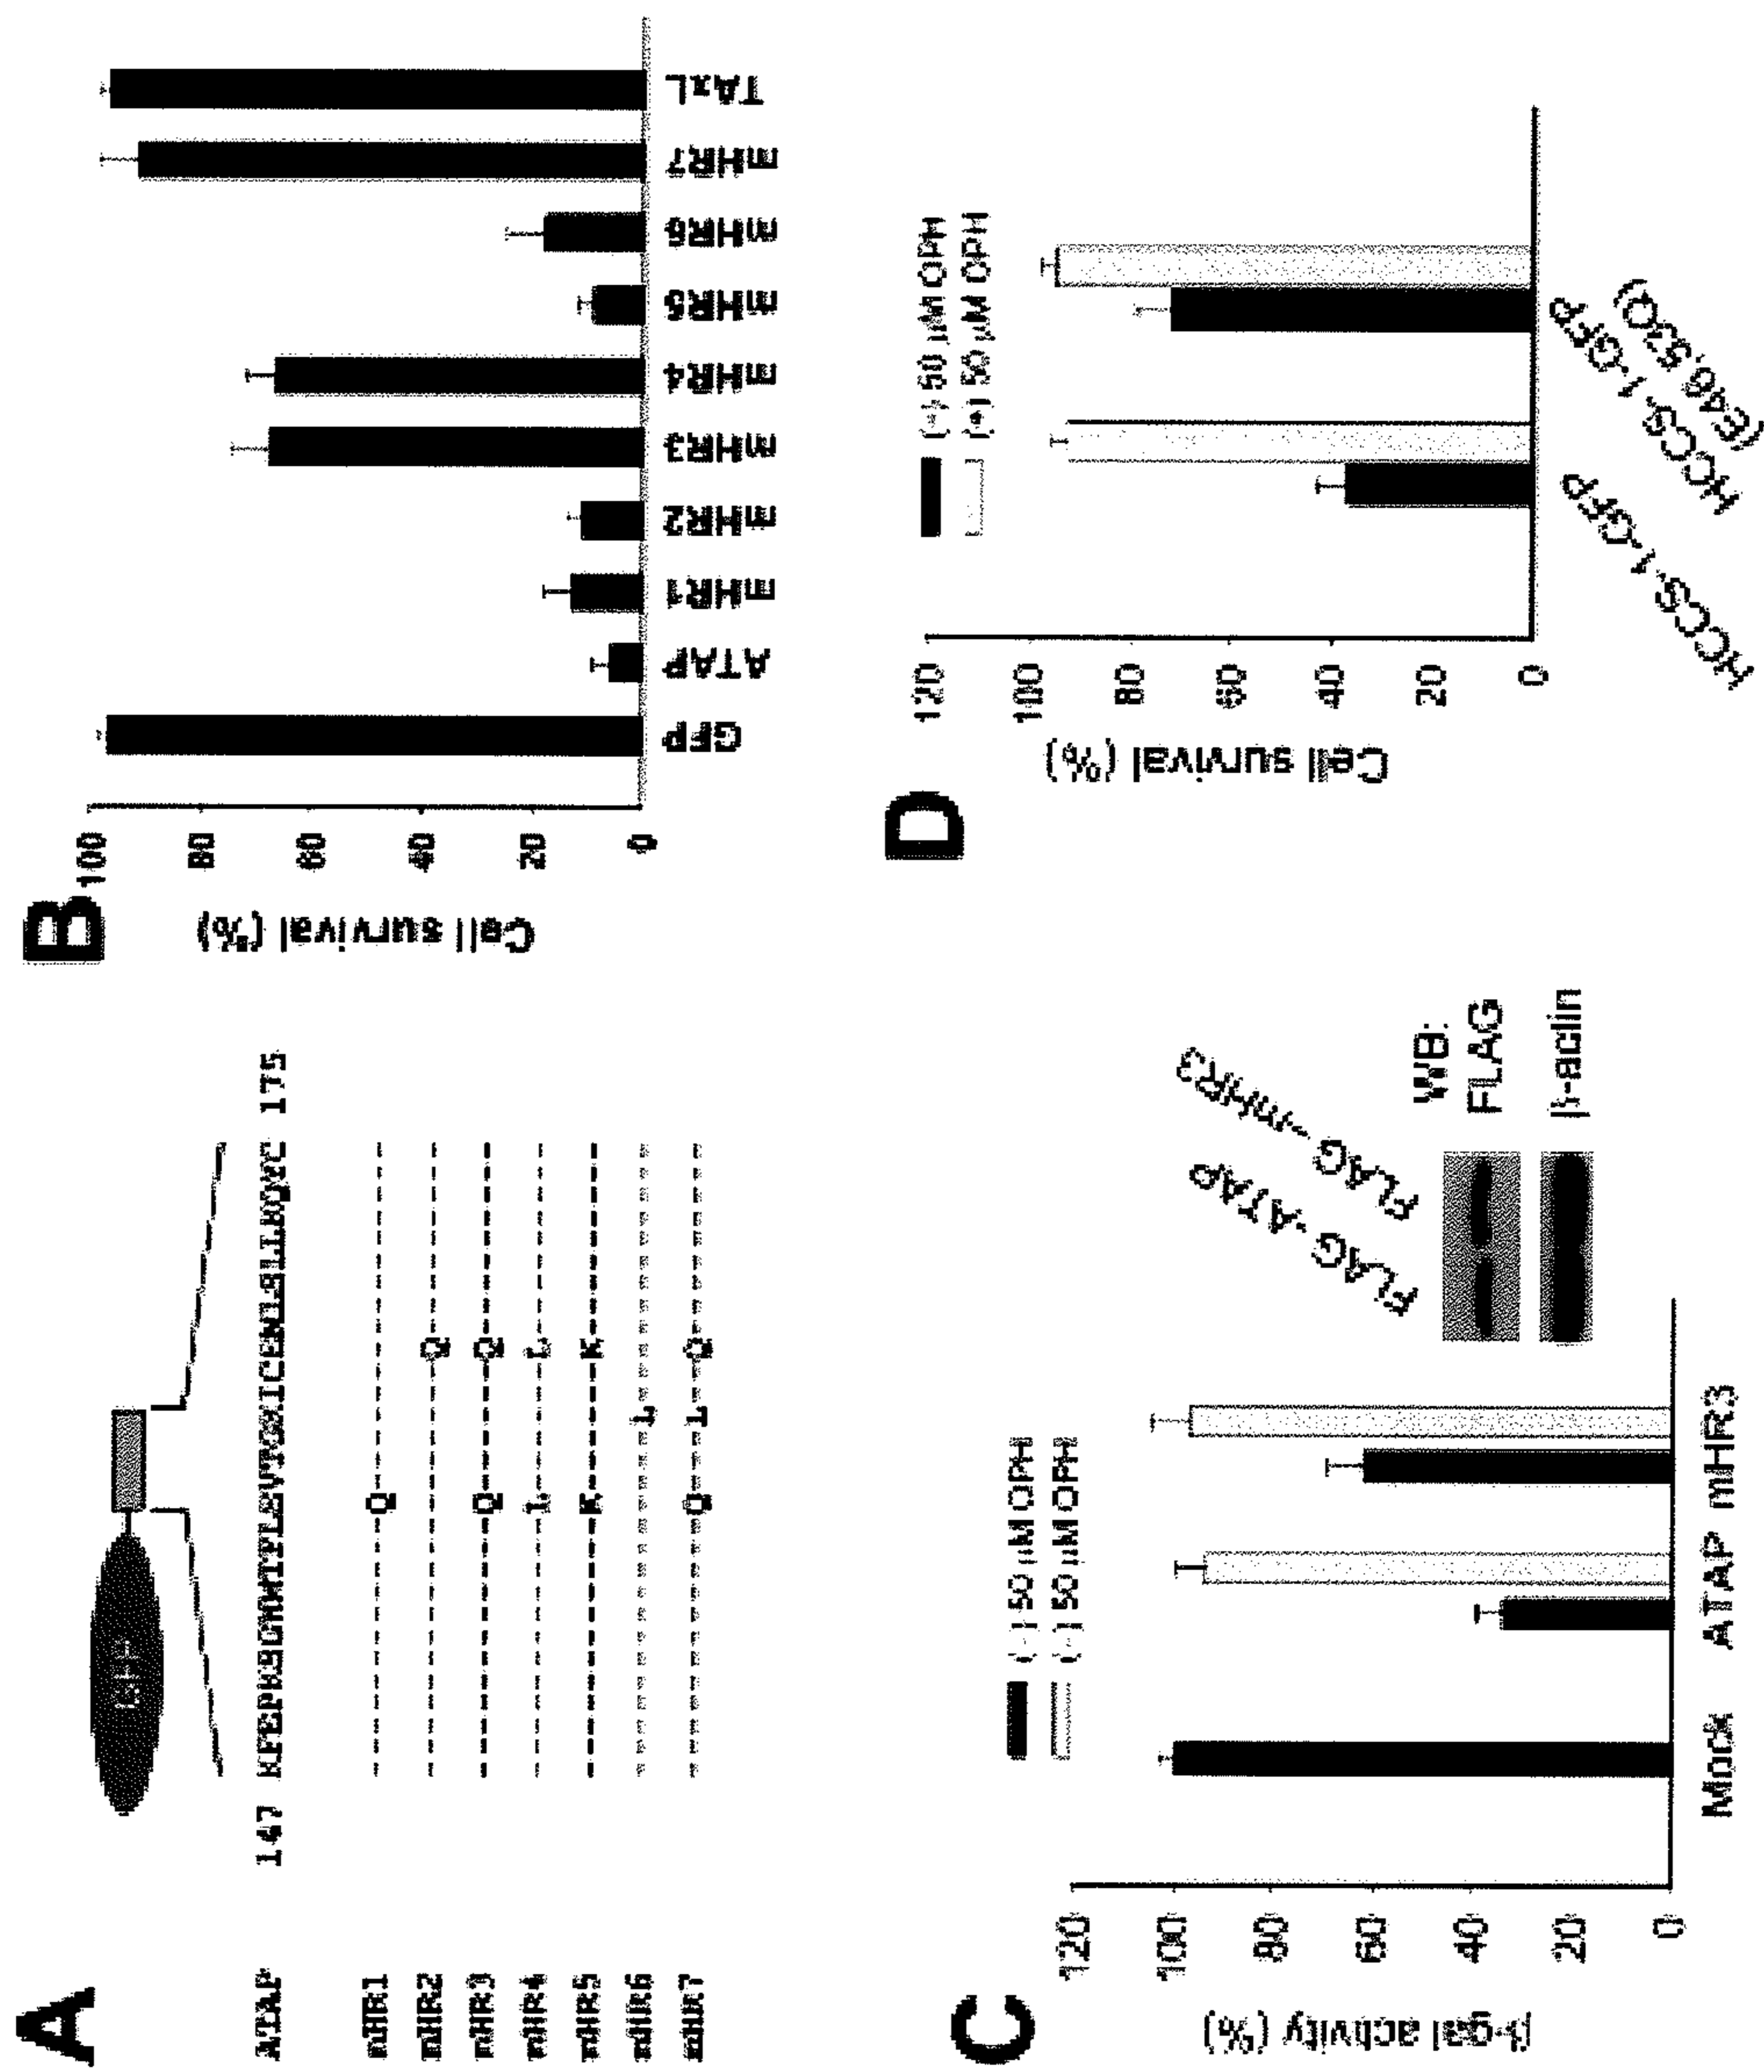 A
ATAP 147 175
mHR1
Q
mHR2
Q
mHR3
Q Q
mHR4
L L
mHR5
K K
mHR6
L
mHR7
Q L Q
B
Cell survival (%)
100
80
60
40
20
0
GFP
ATAP
mHR1
mHR2
mHR3
mHR4
mHR5
mHR6
mHR7
TAxL
C
β-gal activity (%)
120
100
80
60
40
20
0
(-) 50 µM OPH
50 µM OPH
Mock
ATAP
mHR3
FLAG-ATAP
FLAG-mHR3
WB:
FLAG
β-actin
D
Cell survival (%)
120
100
80
60
40
20
0
50 µM OPH
(+) 50 µM OPH
HCCS-1-GFP
HCCS-1-GFP
(E46,53Q)